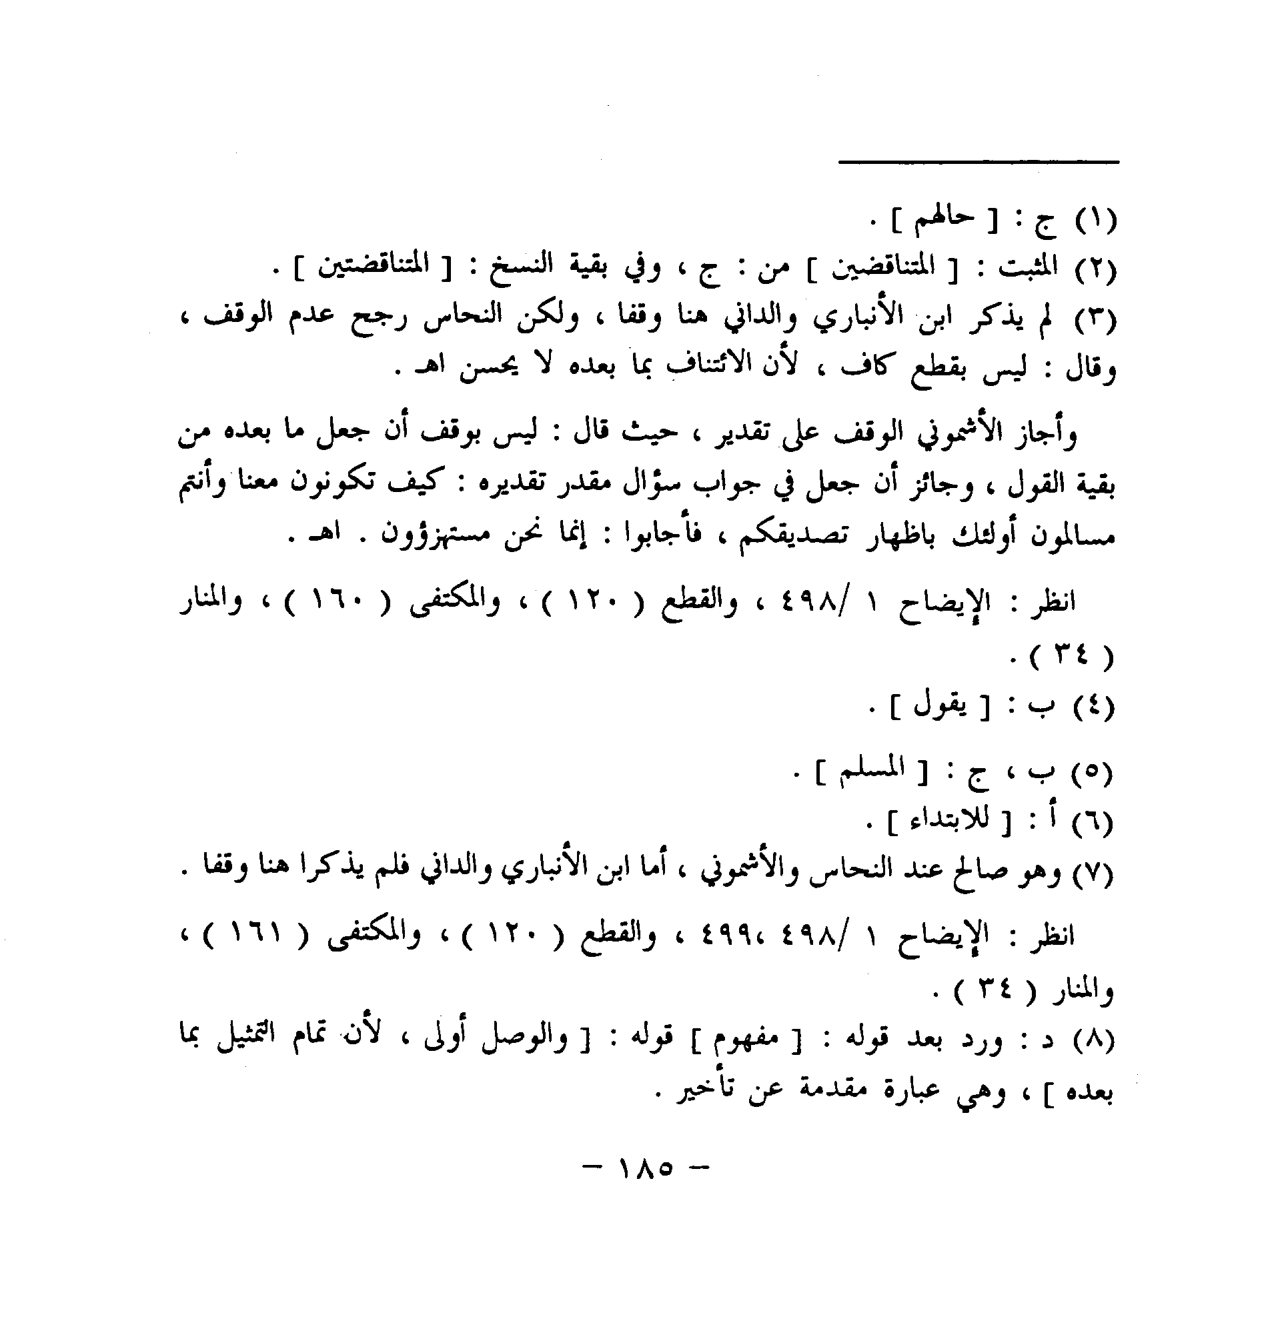 (١) ج : [ حالهم ] .
(٢) المثبت : [ المتناقضين ] من : ج ، وفي بقية النسخ : [ المتناقضتين ] .
(٣) لم يذكر ابن الأنباري والداني هنا وقفا ، ولكن النحاس رجح عدم الوقف ،
وقال : ليس بقطع كاف ، لأن الائتناف بما بعده لا يحسن اهـ .
وأجاز الأشموني الوقف على تقدير ، حيث قال : ليس بوقف أن جعل ما بعده من
بقية القول ، وجائز أن جعل في جواب سؤال مقدر تقديره : كيف تكونون معنا وأنتم
مسالمون أولئك باظهار تصديقكم ، فأجابوا : إنما نحن مستهزؤون . اهـ .
انظر : الإيضاح ١ /٤٩٨ ، والقطع ( ١٢٠ ) ، والمكتفى ( ١٦٠ ) ، والمنار
( ٣٤ ) .
(٤) ب : [ يقول ] .
(٥) ب ، ج : [ المسلم ] .
(٦) أ : [ للابتداء ] .
(٧) وهو صالح عند النحاس والأشموني ، أما ابن الأنباري والداني فلم يذكرا هنا وقفا .
انظر : الإيضاح ١ /٤٩٨ ،٤٩٩ ، والقطع ( ١٢٠ ) ، والمكتفى ( ١٦١ ) ،
والمنار ( ٣٤ ) .
(٨) د : ورد بعد قوله : [ مفهوم ] قوله : [ والوصل أولى ، لأن تمام التمثيل بما
بعده ] ، وهي عبارة مقدمة عن تأخير .
– ١٨٥ –